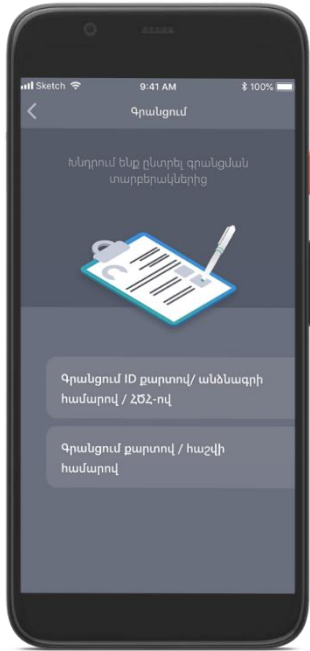 Sketch 9:41 AM 100%
Գրանցում
Խնդրում ենք ընտրել գրանցման
տարբերակներից
Գրանցում ID քարտով/ անձնագրի
համարով / ՀԾՀ-ով
Գրանցում քարտով / հաշվի
համարով